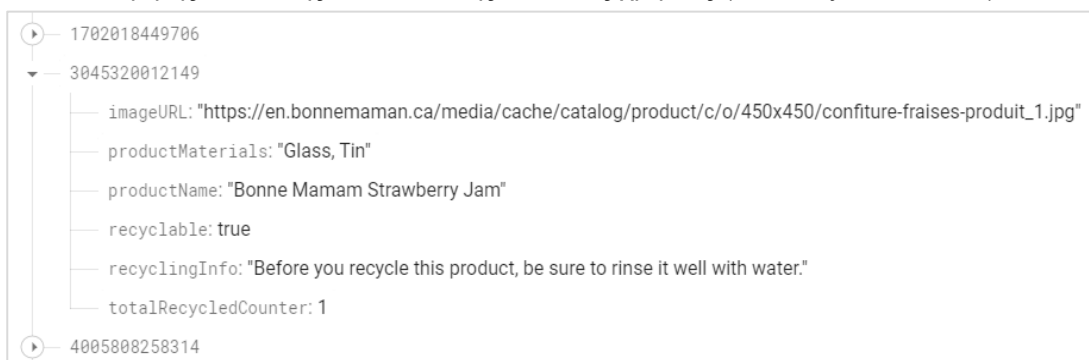 1702018449706
3045320012149
imageURL: "https://en.bonnemaman.ca/media/cache/catalog/product/c/o/450x450/confiture-fraises-produit_1.jpg"
productMaterials: "Glass, Tin"
productName: "Bonne Mamam Strawberry Jam"
recyclable: true
recyclingInfo: "Before you recycle this product, be sure to rinse it well with water."
totalRecycledCounter: 1
4005808258314